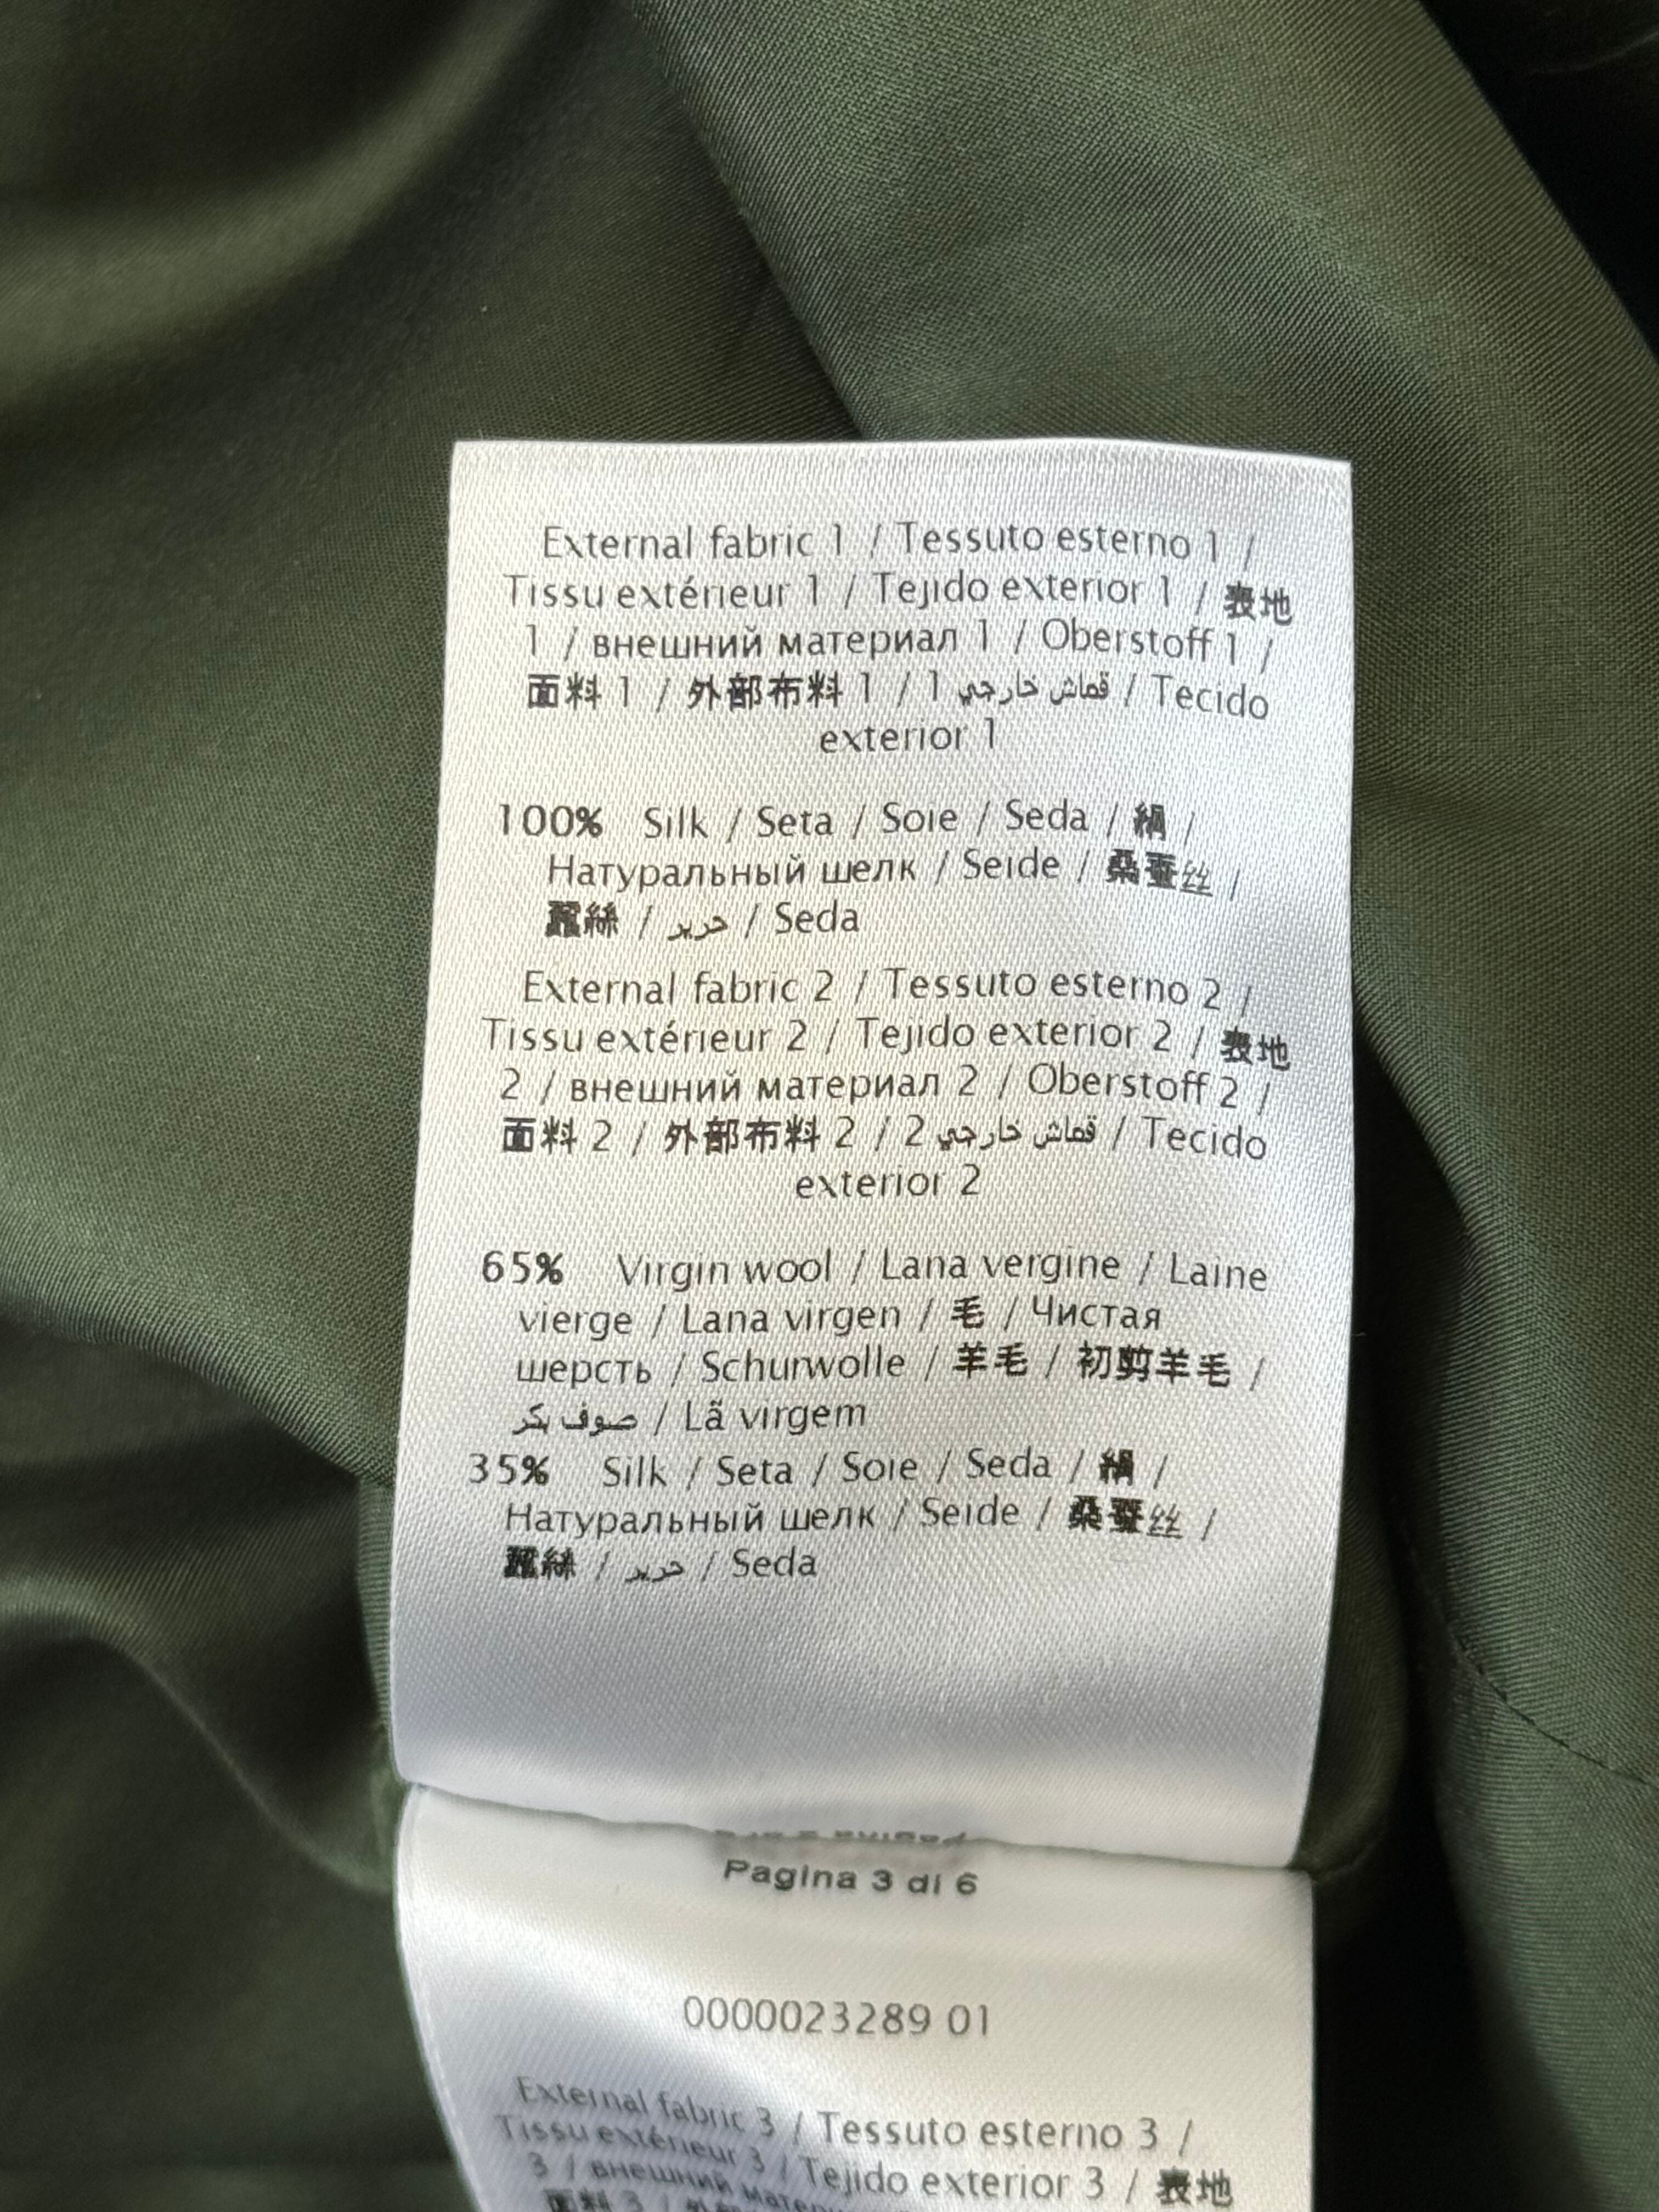 External fabric 1 / Tessuto esterno 1 /
Tissu extérieur 1 / Tejido exterior 1 / 表地
1 / внешний материал 1 / Oberstoff 1 /
面料 1 / 外部布料 1 / 1 قماش خارجي / Tecido
exterior 1
100% Silk / Seta / Soie / Seda / 絹 /
Натуральный шелк / Seide / 桑蚕丝 /
蠶絲 / حرير / Seda
External fabric 2 / Tessuto esterno 2 /
Tissu extérieur 2 / Tejido exterior 2 / 表地
2 / внешний материал 2 / Oberstoff 2 /
面料 2 / 外部布料 2 / 2 قماش خارجي / Tecido
exterior 2
65% Virgin wool / Lana vergine / Laine
vierge / Lana virgen / 毛 / Чистая
шерсть / Schurwolle / 羊毛 / 初剪羊毛 /
صوف بكر / Lã virgem
35% Silk / Seta / Soie / Seda / 絹 /
Натуральный шелк / Seide / 桑蚕丝 /
蠶絲 / حرير / Seda
Pagina 3 di 6
0000023289 01
External fabric 3 / Tessuto esterno 3 /
Tissu extérieur 3 / Tejido exterior 3 / 表地
3 / внешний
面料 3 /